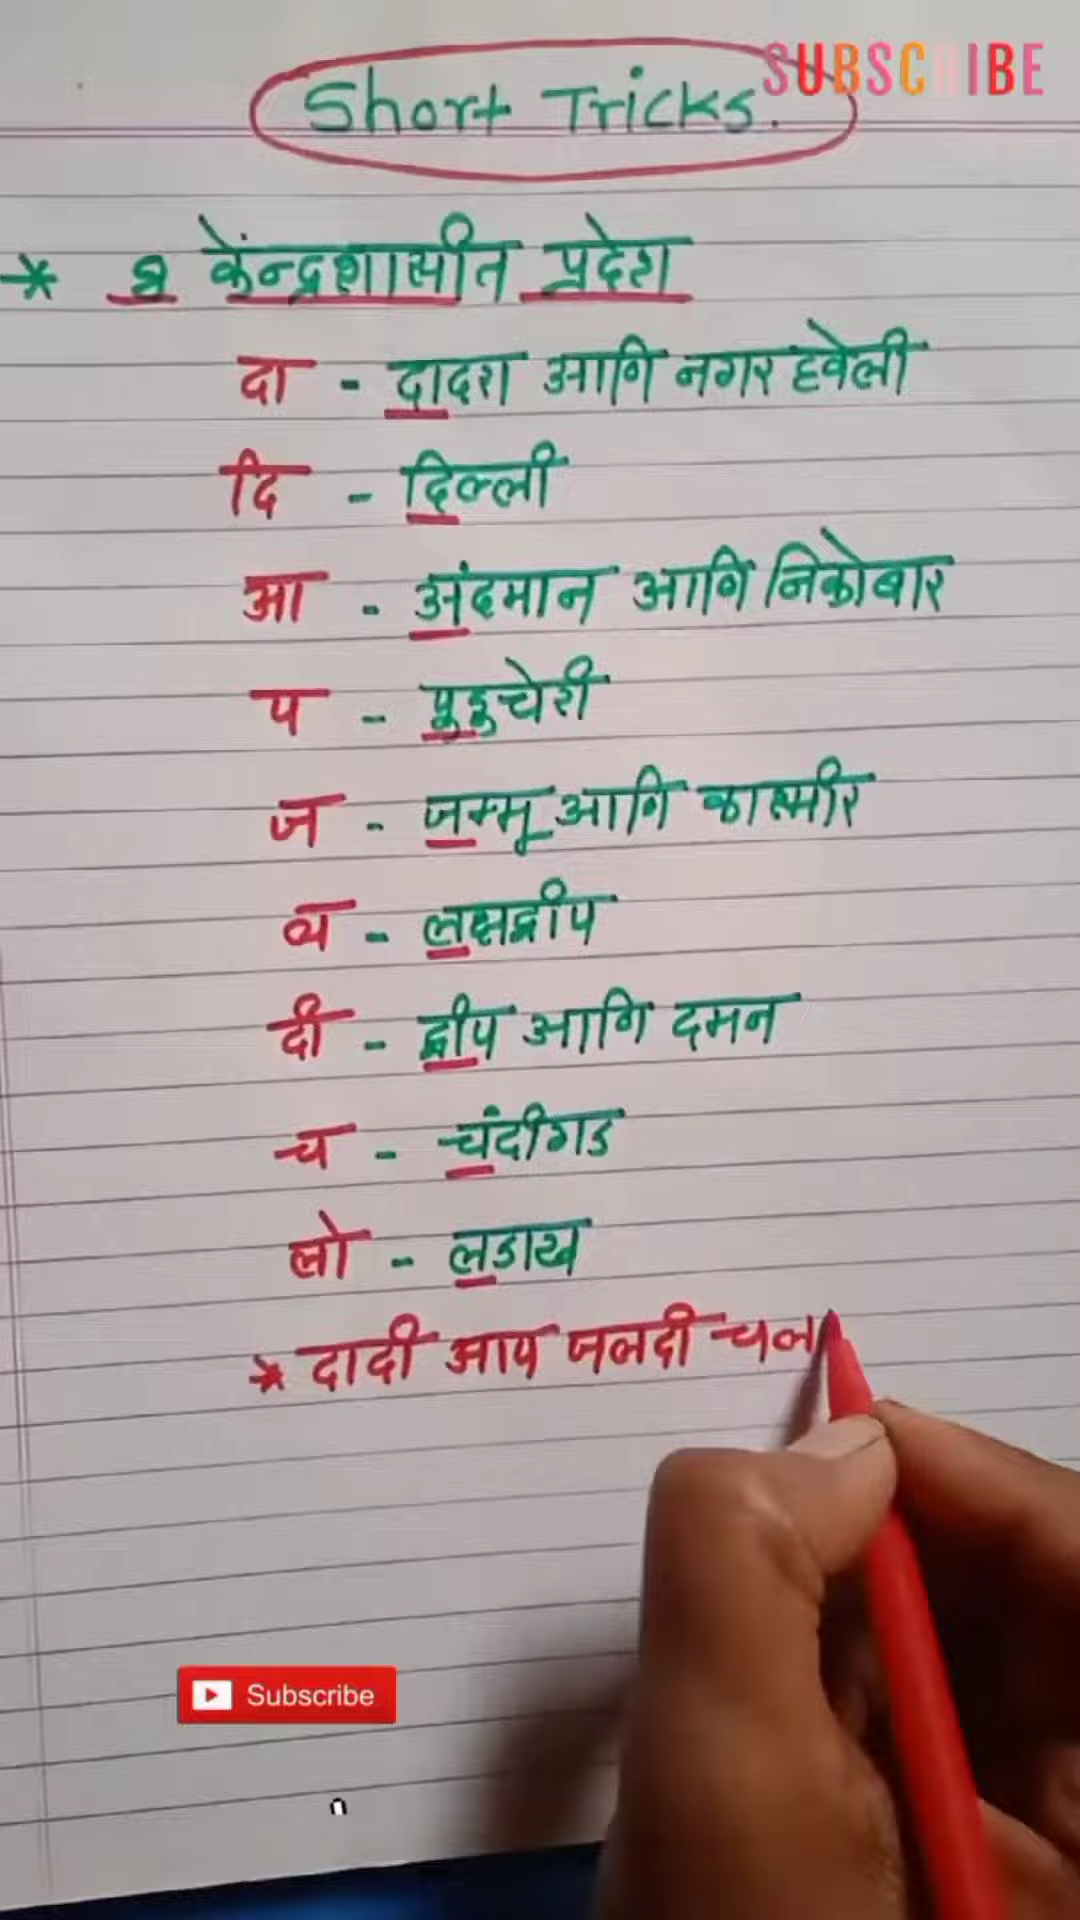 Short Tricks.
SUBSCRIBE
* ८ केंन्द्रशासीत प्रदेश
दा - दादरा आणि नगर हवेली
दि - दिल्ली
आ - अंदमान आणि निकोबार
प - पुदुचेरी
ज - जम्मू आणि काश्मीर
ल - लक्षद्वीप
दी - द्वीप आणि दमन
च - चंदीगड
लो - लडाख
* दादी आप जलदी चल
Subscribe